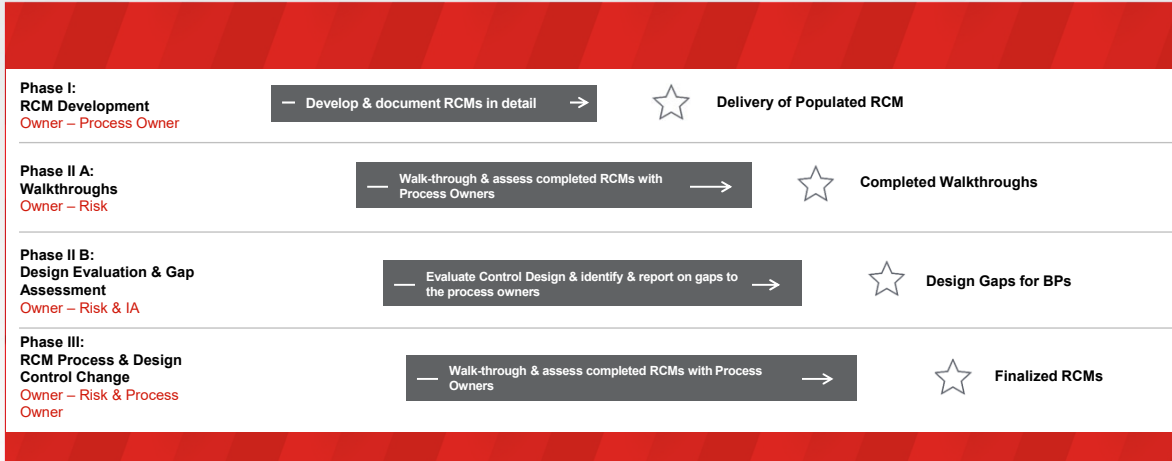 Phase I:
RCM Development
Owner – Process Owner
Develop & document RCMs in detail
Delivery of Populated RCM
Phase II A:
Walkthroughs
Owner – Risk
Walk-through & assess completed RCMs with
Process Owners
Completed Walkthroughs
Phase II B:
Design Evaluation & Gap
Assessment
Owner – Risk & IA
Evaluate Control Design & identify & report on gaps to
the process owners
Design Gaps for BPs
Phase III:
RCM Process & Design
Control Change
Owner – Risk & Process
Owner
Walk-through & assess completed RCMs with Process
Owners
Finalized RCMs